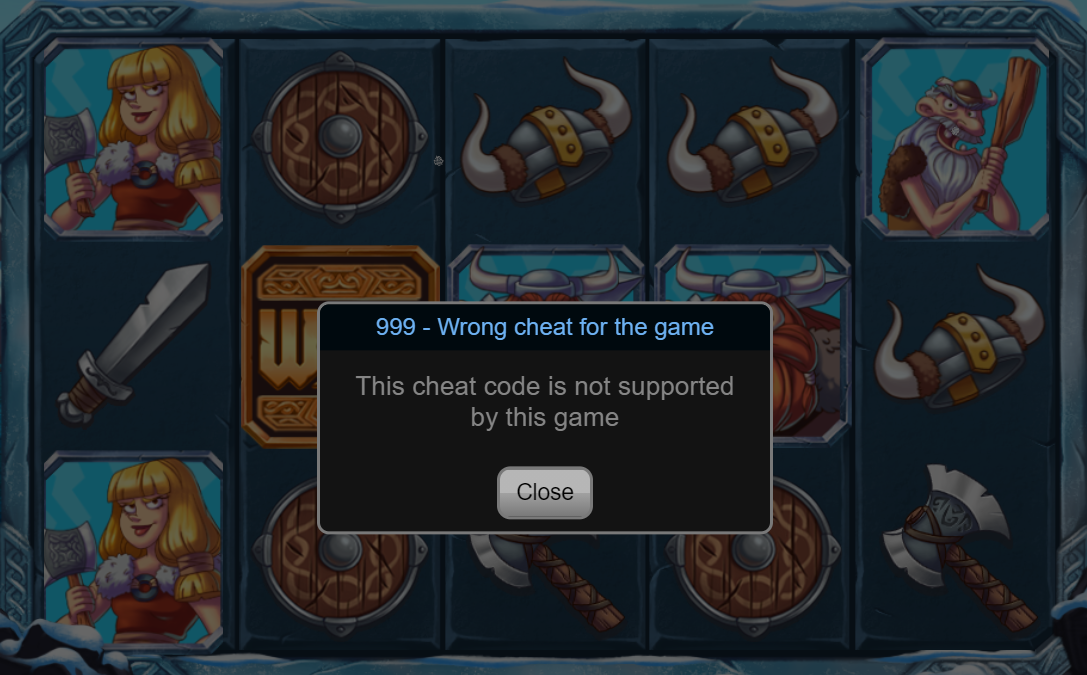 999 - Wrong cheat for the game
This cheat code is not supported
by this game
Close